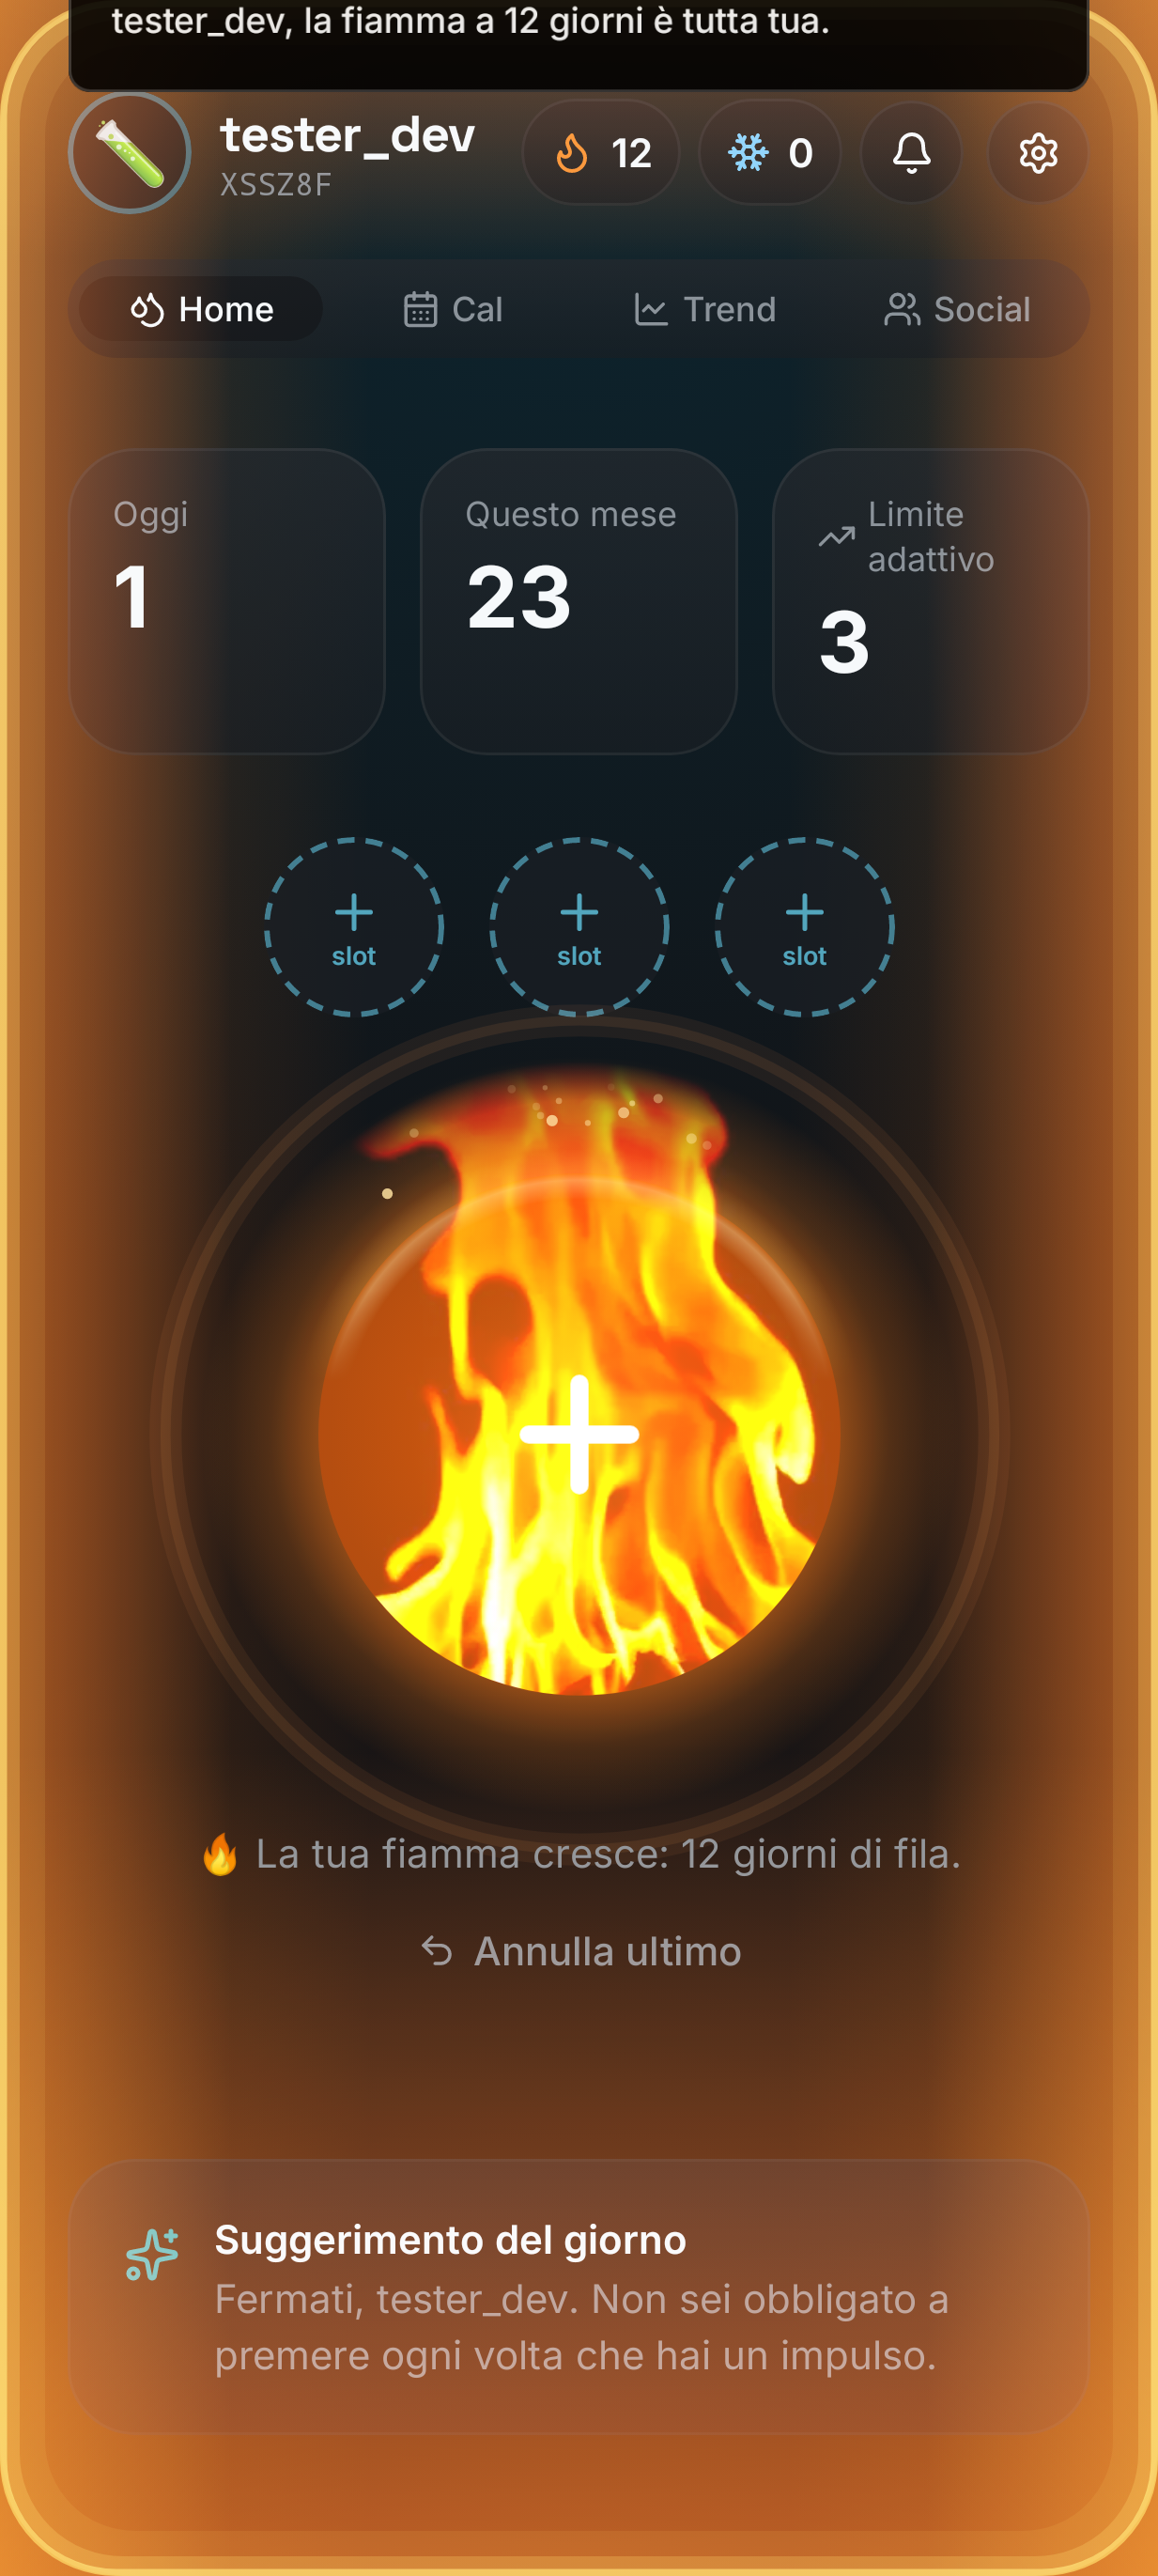 tester_dev, la fiamma a 12 giorni è tutta tua.
tester_dev
XSSZ8F
12
0
Home
Cal
Trend
Social
Oggi
1
Questo mese
23
Limite
adattivo
3
slot
slot
slot
🔥 La tua fiamma cresce: 12 giorni di fila.
Annulla ultimo
Suggerimento del giorno
Fermati, tester_dev. Non sei obbligato a
premere ogni volta che hai un impulso.